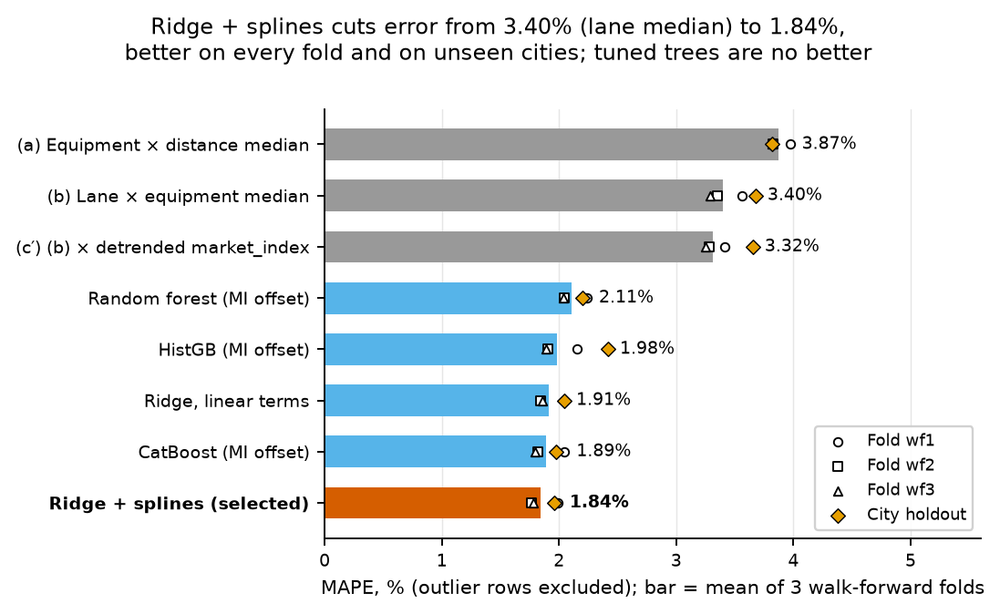 Ridge + splines cuts error from 3.40% (lane median) to 1.84%,
better on every fold and on unseen cities; tuned trees are no better
(a) Equipment × distance median
3.87%
(b) Lane × equipment median
3.40%
(c′) (b) × detrended market_index
3.32%
Random forest (MI offset)
2.11%
HistGB (MI offset)
1.98%
Ridge, linear terms
1.91%
CatBoost (MI offset)
1.89%
Ridge + splines (selected)
1.84%
Fold wf1
Fold wf2
Fold wf3
City holdout
0 1 2 3 4 5
MAPE, % (outlier rows excluded); bar = mean of 3 walk-forward folds